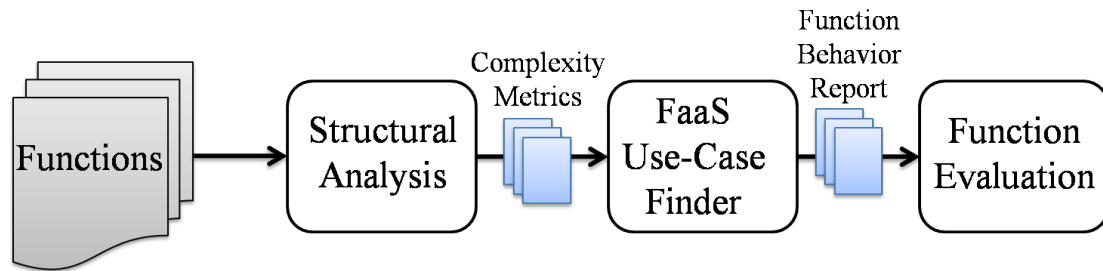 Functions
Structural
Analysis
Complexity
Metrics
FaaS
Use-Case
Finder
Function
Behavior
Report
Function
Evaluation